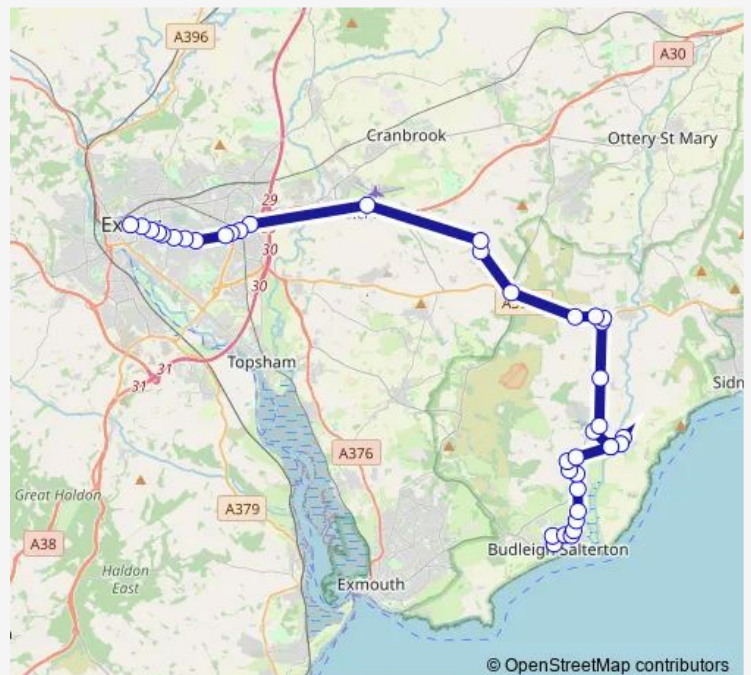 A396
A30
Cranbrook
Ottery St Mary
29
Ex
30
30
Topsham
31
31
Sidn
A376
Great Haldon
A379
A38
Haldon
East
Budleigh Salterton
Exmouth
© OpenStreetMap contributors